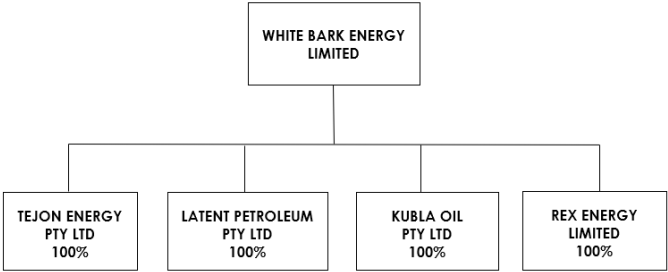 WHITE BARK ENERGY
LIMITED
TEJON ENERGY
PTY LTD
100%
LATENT PETROLEUM
PTY LTD
100%
KUBLA OIL
PTY LTD
100%
REX ENERGY
LIMITED
100%